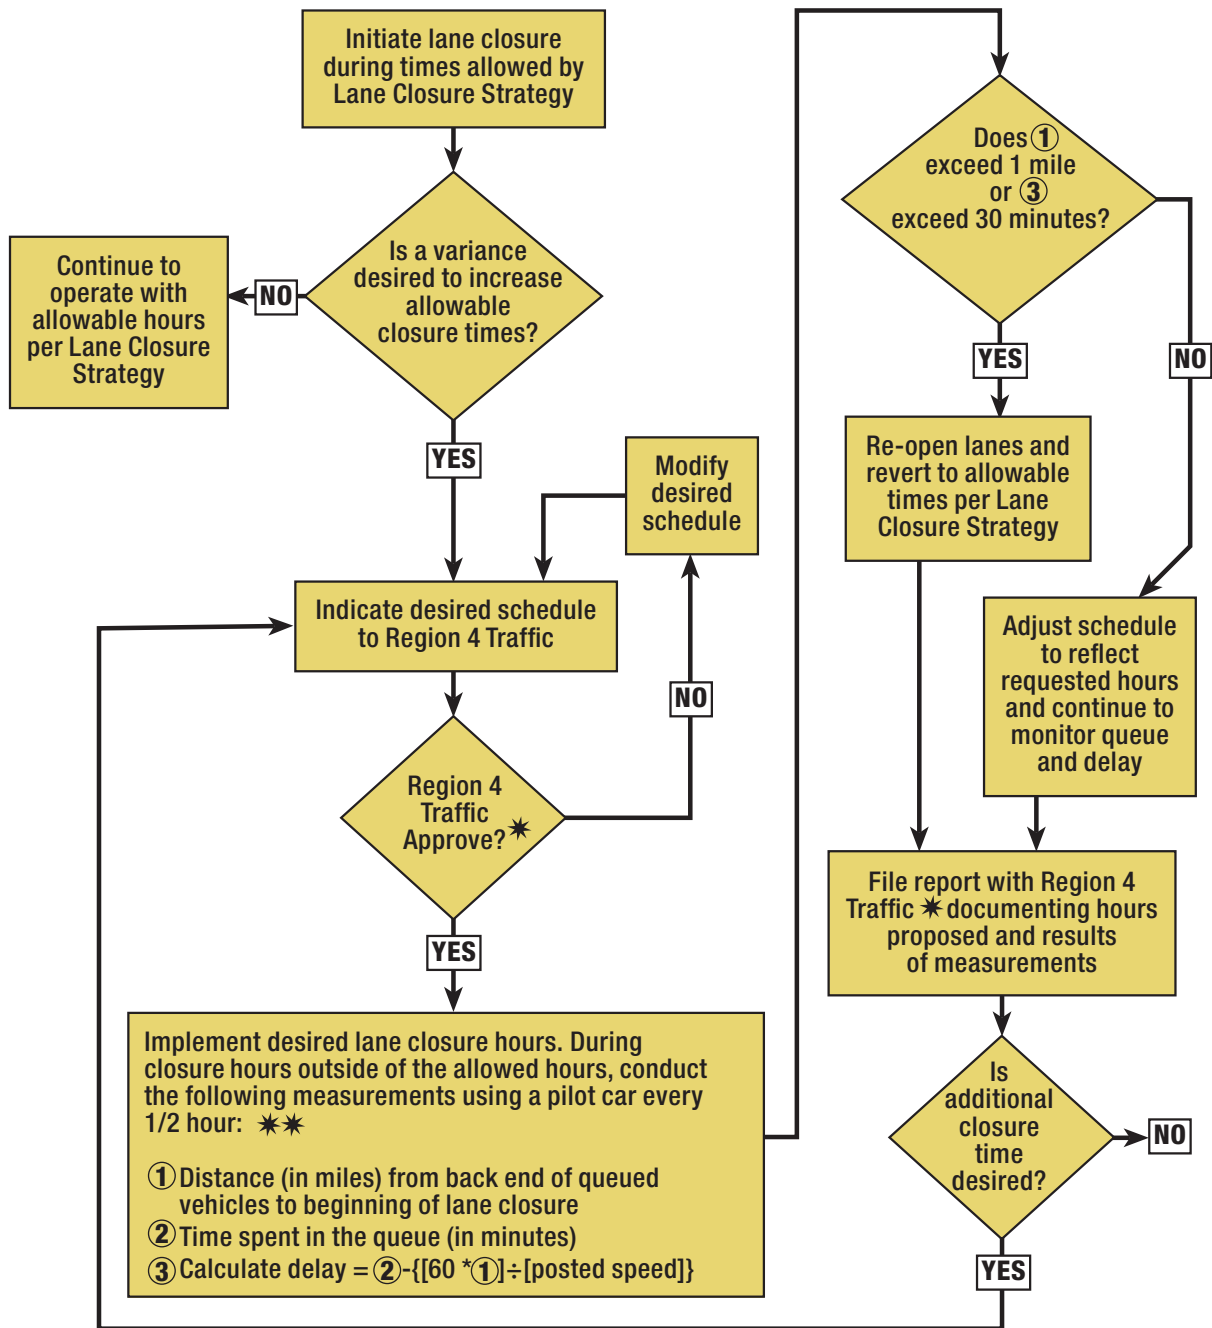 Initiate lane closure
during times allowed by
Lane Closure Strategy
Is a variance
desired to increase
allowable
closure times?
NO
Continue to
operate with
allowable hours
per Lane Closure
Strategy
YES
Modify
desired
schedule
Indicate desired schedule
to Region 4 Traffic
NO
Region 4
Traffic
Approve?✷
YES
Implement desired lane closure hours. During
closure hours outside of the allowed hours, conduct
the following measurements using a pilot car every
1/2 hour: ✷✷
① Distance (in miles) from back end of queued
vehicles to beginning of lane closure
② Time spent in the queue (in minutes)
③ Calculate delay = ②-{[60 *①]÷[posted speed]}
Does ①
exceed 1 mile
or ③
exceed 30 minutes?
YES
NO
Re-open lanes and
revert to allowable
times per Lane
Closure Strategy
Adjust schedule
to reflect
requested hours
and continue to
monitor queue
and delay
File report with Region 4
Traffic ✷ documenting hours
proposed and results
of measurements
Is
additional
closure
time
desired?
NO
YES